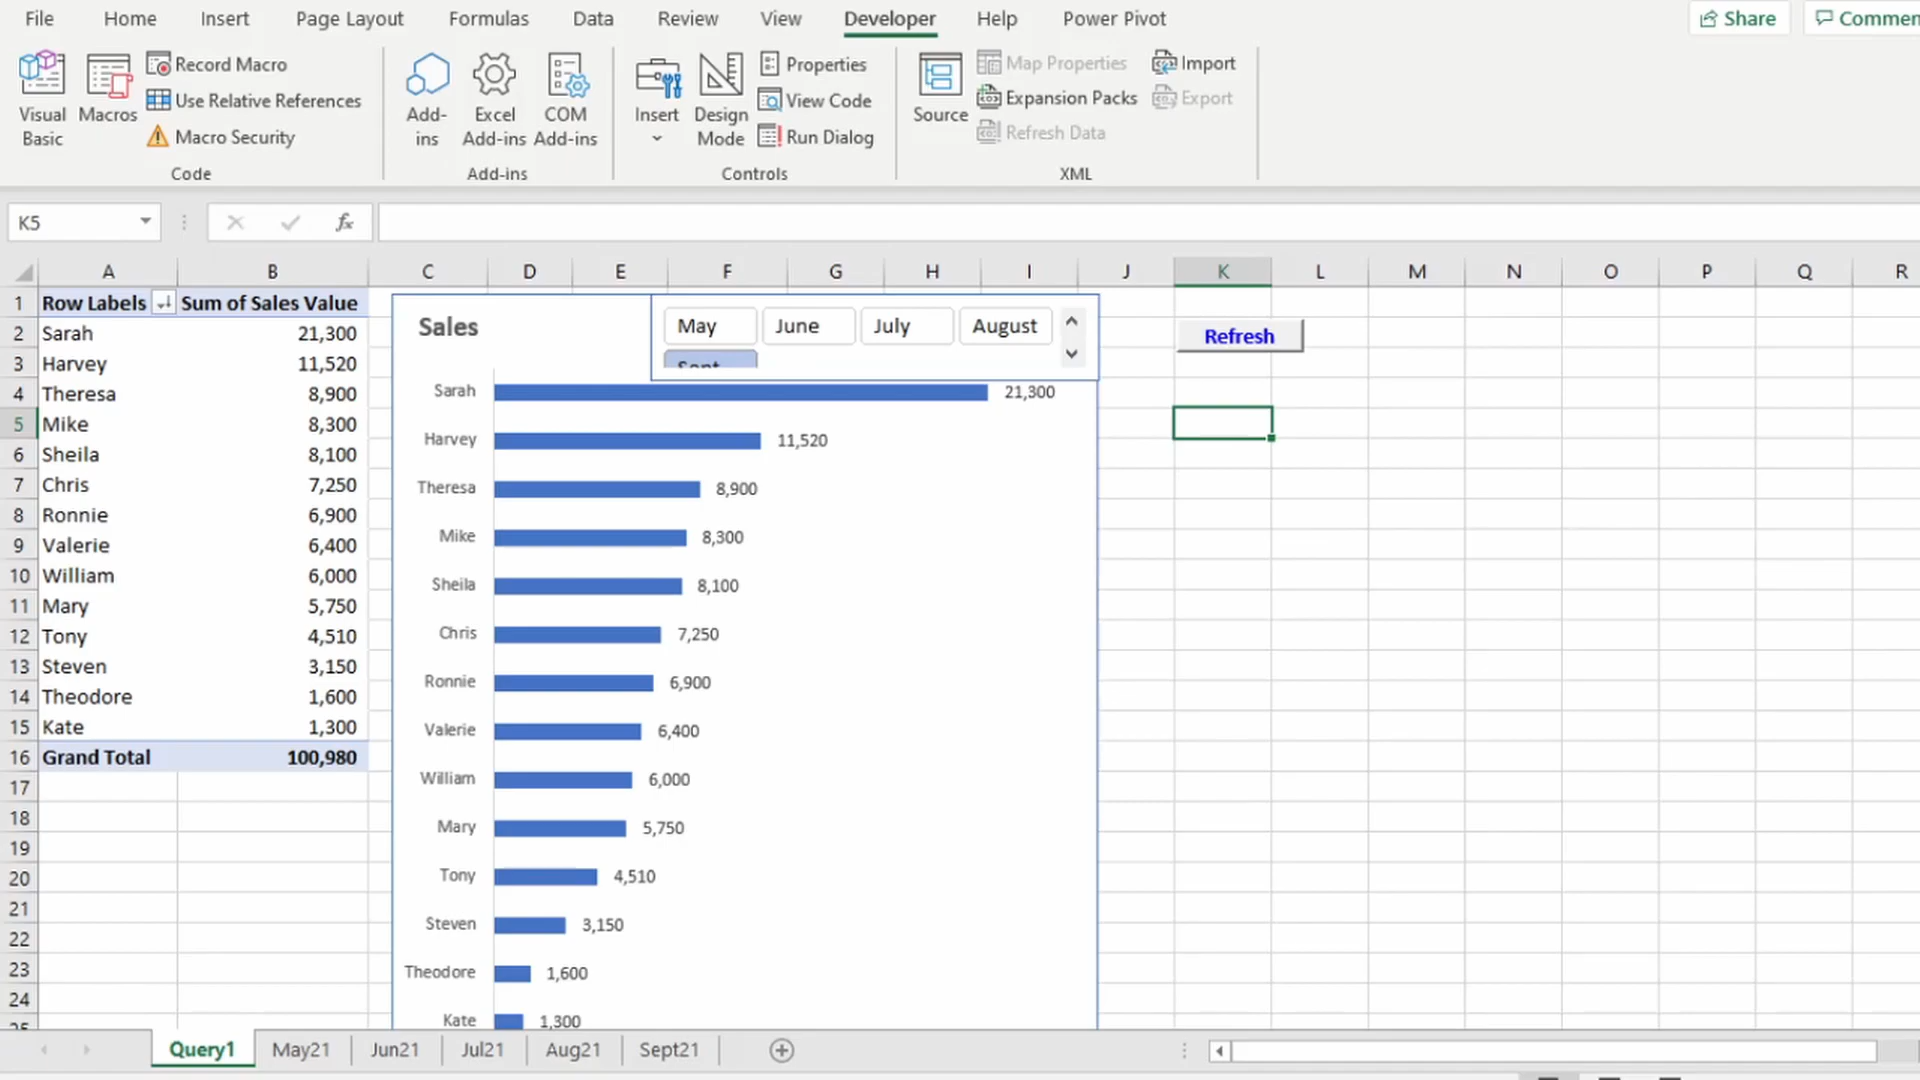 File Home Insert Page Layout Formulas Data Review View Developer Help Power Pivot Share Commen
Visual Basic
Macros
Record Macro
Use Relative References
Macro Security
Code
Add-ins
Excel Add-ins
COM Add-ins
Add-ins
Insert
Design Mode
Properties
View Code
Run Dialog
Controls
Source
Map Properties
Expansion Packs
Refresh Data
Import
Export
XML
K5 fx
A B C D E F G H I J K L M N O P Q R
1 Row Labels Sum of Sales Value
2 Sarah 21,300
3 Harvey 11,520
4 Theresa 8,900
5 Mike 8,300
6 Sheila 8,100
7 Chris 7,250
8 Ronnie 6,900
9 Valerie 6,400
10 William 6,000
11 Mary 5,750
12 Tony 4,510
13 Steven 3,150
14 Theodore 1,600
15 Kate 1,300
16 Grand Total 100,980
17
18
19
20
21
22
23
24
25
Sales
May June July August
Sept
Sarah 21,300
Harvey 11,520
Theresa 8,900
Mike 8,300
Sheila 8,100
Chris 7,250
Ronnie 6,900
Valerie 6,400
William 6,000
Mary 5,750
Tony 4,510
Steven 3,150
Theodore 1,600
Kate 1,300
Refresh
Query1 May21 Jun21 Jul21 Aug21 Sept21